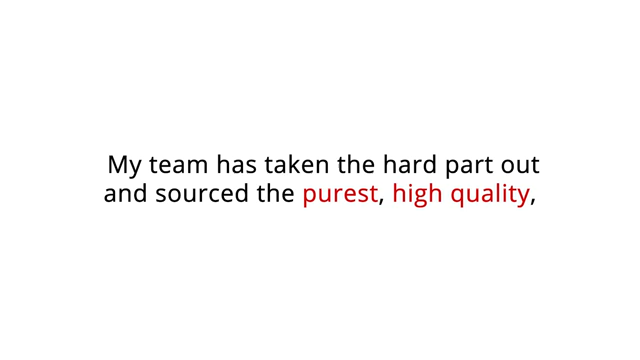 My team has taken the hard part out
and sourced the purest, high quality,